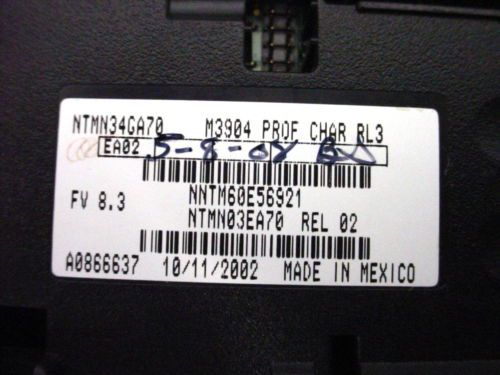 NTMN34GA70 M3904 PROF CHAR RL3
EA02 5-8-08
NNTM60E56921
FV 8.3
NTMN03EA70 REL 02
A0866637 10/11/2002 MADE IN MEXICO